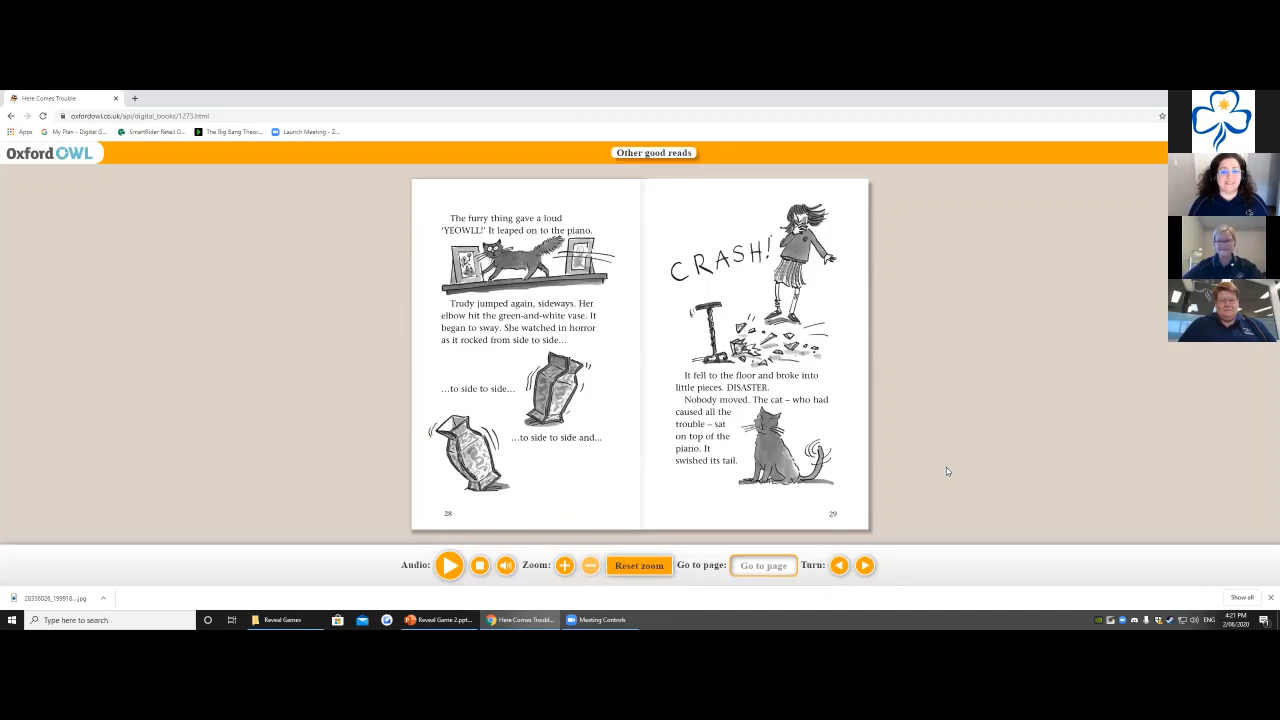 Here Comes Trouble
oxfordowl.co.uk/api/digital_books/1273.html
Apps
My Plan - Digital G...
SmartRider Retail O...
The Big Bang Theor...
Launch Meeting - Z...
Oxford OWL
Other good reads
The furry thing gave a loud
‘YEOWLL!’ It leaped on to the piano.
Trudy jumped again, sideways. Her
elbow hit the green-and-white vase. It
began to sway. She watched in horror
as it rocked from side to side…
…to side to side…
…to side to side and...
28
CRASH!
It fell to the floor and broke into
little pieces. DISASTER.
Nobody moved. The cat – who had
caused all the
trouble – sat
on top of the
piano. It
swished its tail.
29
Audio:
Zoom:
Reset zoom
Go to page:
Go to page
Turn:
28336026_199918....jpg
Show all
Type here to search
Reveal Games
Reveal Game 2.ppt...
Here Comes Troubl...
Meeting Controls
ENG
4:21 PM
2/06/2020